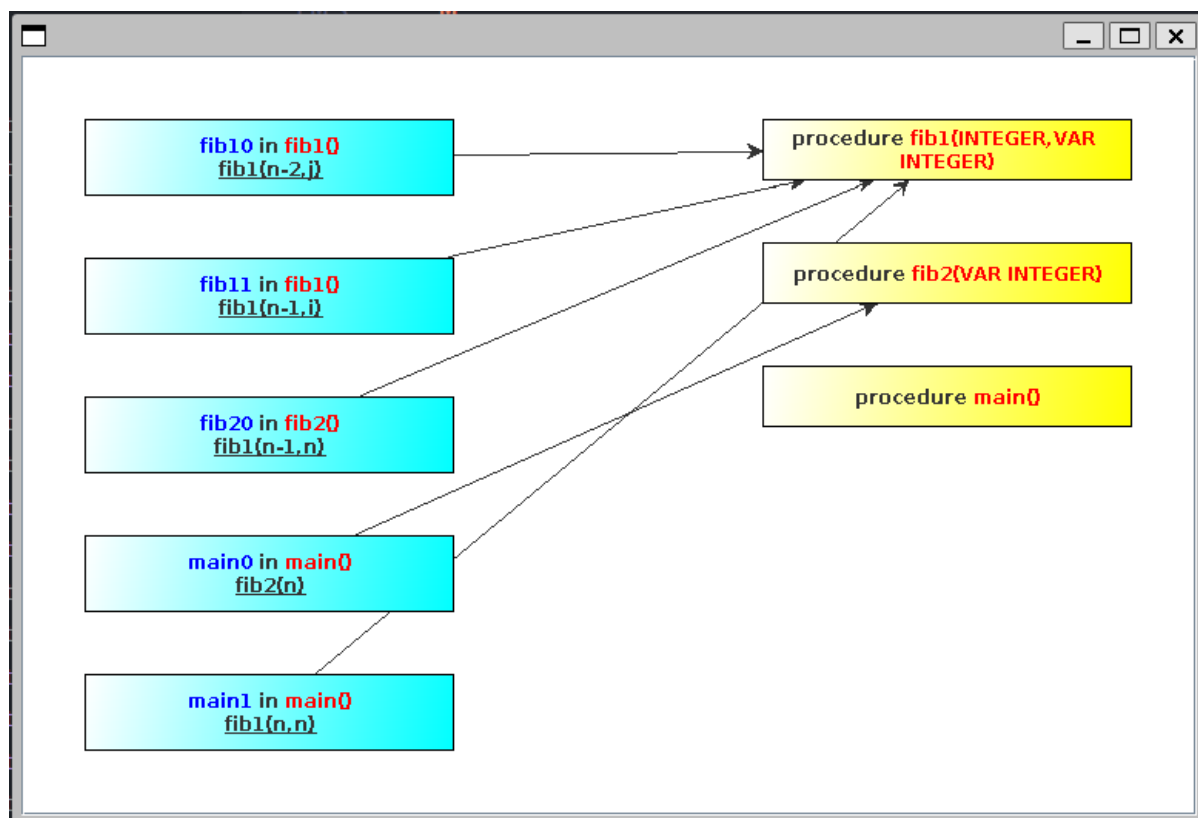 fib10 in fib1()
fib1(n-2,j)
procedure fib1(INTEGER,VAR
INTEGER)
fib11 in fib1()
fib1(n-1,i)
procedure fib2(VAR INTEGER)
procedure main()
fib20 in fib2()
fib1(n-1,n)
main0 in main()
fib2(n)
main1 in main()
fib1(n,n)